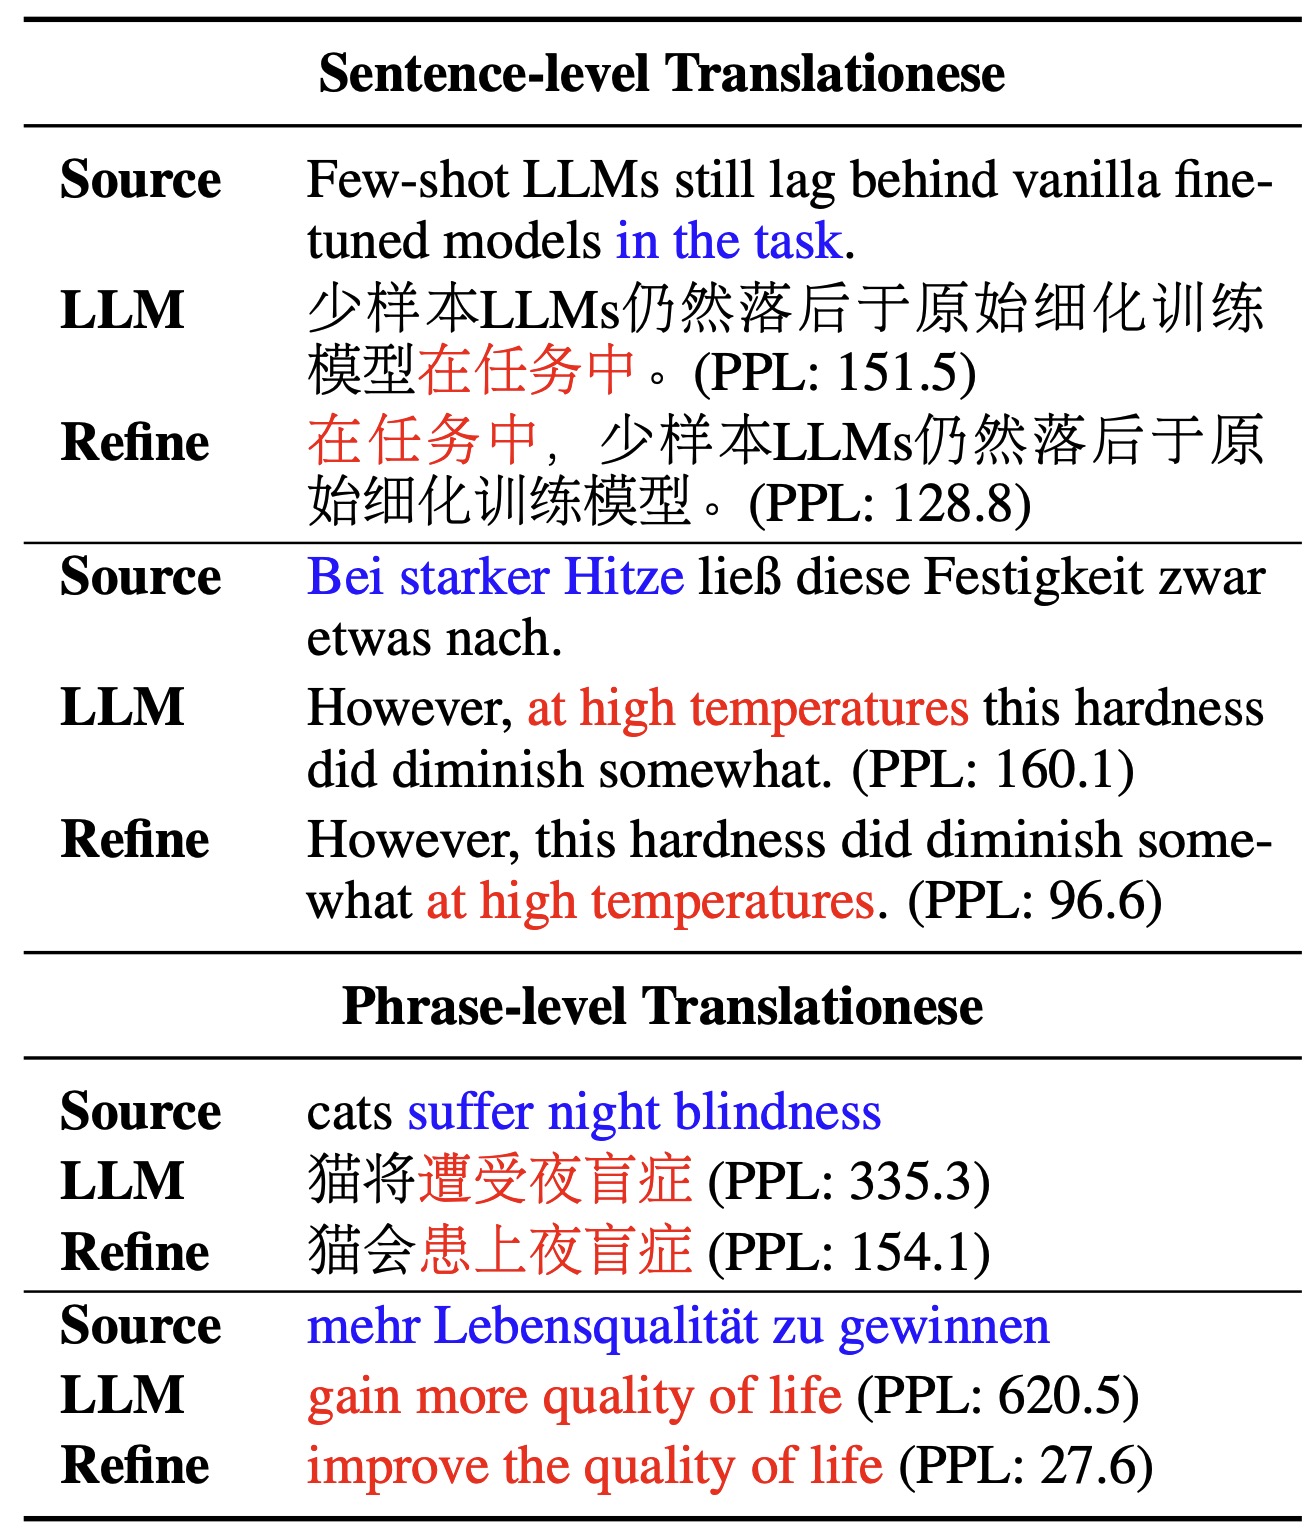 Sentence-level Translationese
Source Few-shot LLMs still lag behind vanilla fine-
tuned models in the task.
LLM 少样本LLMs仍然落后于原始细化训练
模型在任务中。(PPL: 151.5)
Refine 在任务中，少样本LLMs仍然落后于原
始细化训练模型。(PPL: 128.8)
Source Bei starker Hitze ließ diese Festigkeit zwar
etwas nach.
LLM However, at high temperatures this hardness
did diminish somewhat. (PPL: 160.1)
Refine However, this hardness did diminish some-
what at high temperatures. (PPL: 96.6)
Phrase-level Translationese
Source cats suffer night blindness
LLM 猫将遭受夜盲症 (PPL: 335.3)
Refine 猫会患上夜盲症 (PPL: 154.1)
Source mehr Lebensqualität zu gewinnen
LLM gain more quality of life (PPL: 620.5)
Refine improve the quality of life (PPL: 27.6)